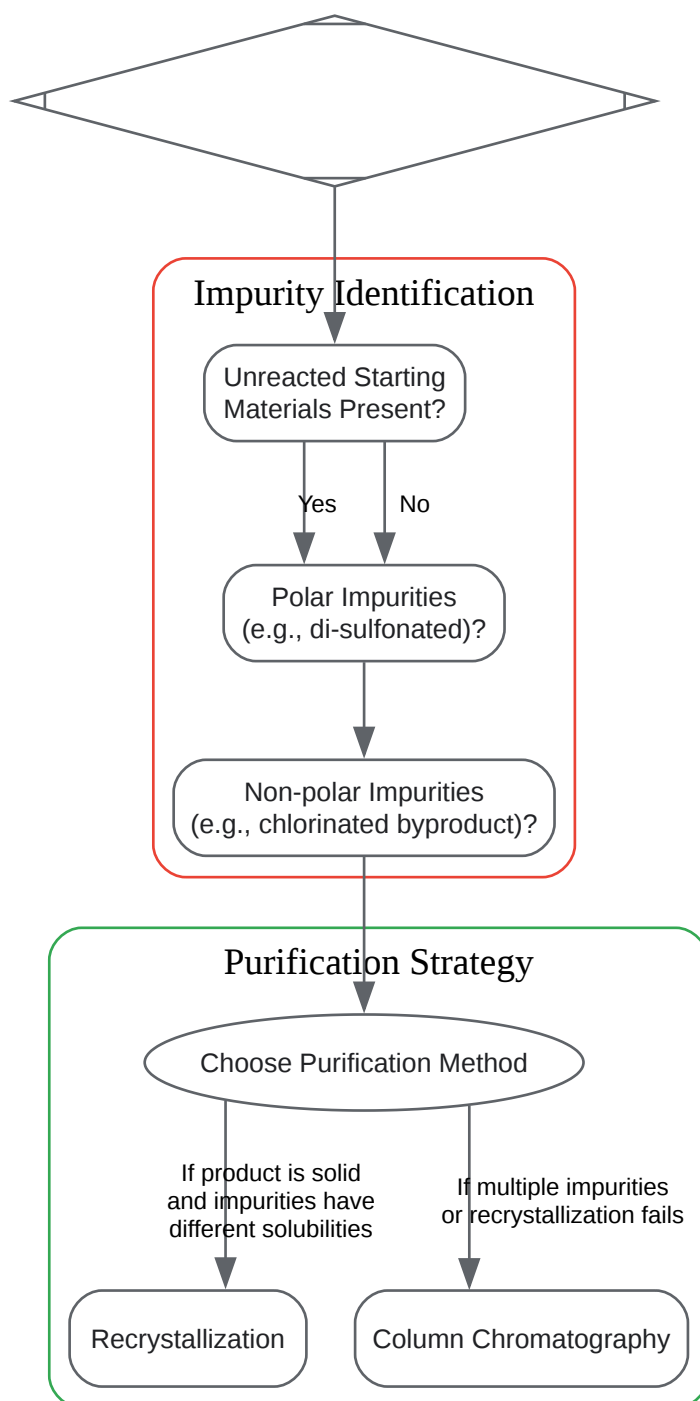 Impurity Identification
Unreacted Starting
Materials Present?
Yes
No
Polar Impurities
(e.g., di-sulfonated)?
Non-polar Impurities
(e.g., chlorinated byproduct)?
Purification Strategy
Choose Purification Method
If product is solid
and impurities have
different solubilities
If multiple impurities
or recrystallization fails
Recrystallization
Column Chromatography